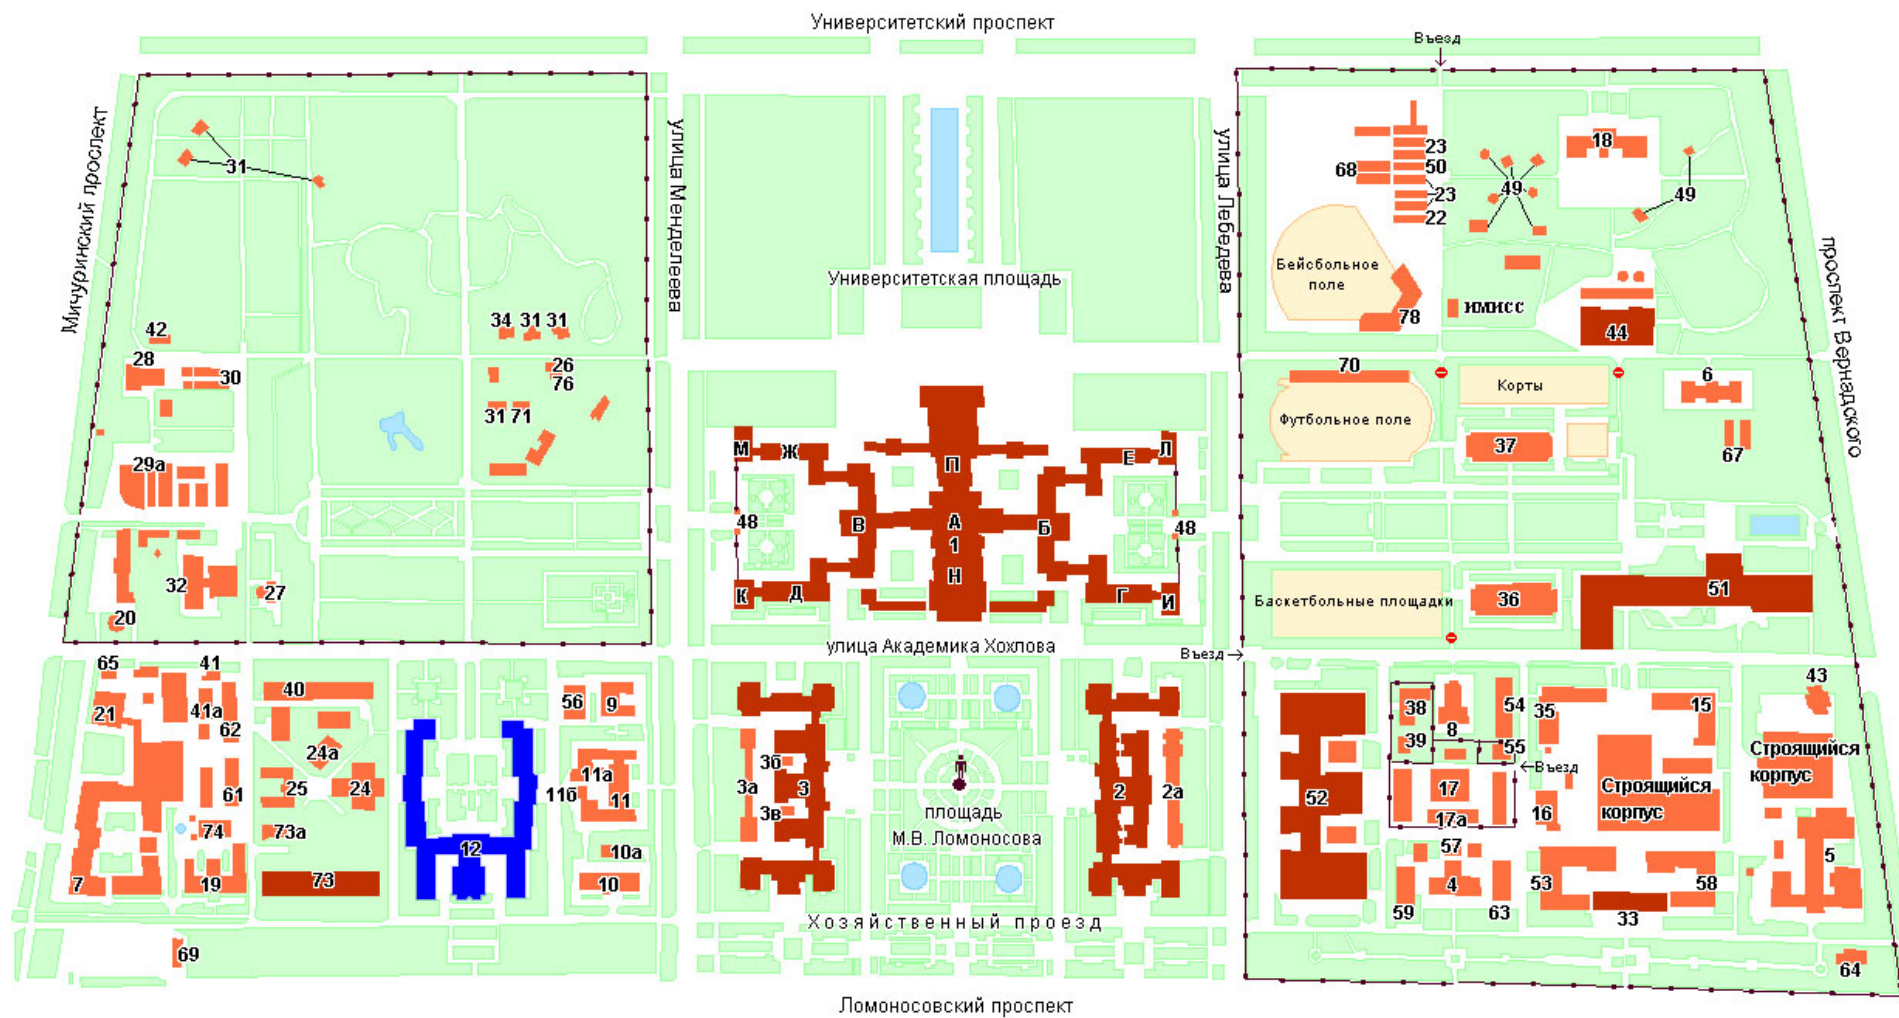 Университетский проспект
Въезд
Мичуринский проспект
улица Менделеева
улица Лебедева
проспект Вернадского
31
23
18
68
50
49
49
23
22
Университетская площадь
Бейсбольное
поле
78
имисс
44
42
34
31
31
28
30
26
76
31
71
70
Корты
6
Футбольное поле
37
67
29а
М
Ж
П
Е
Л
48
В
А
Б
48
1
Н
32
27
20
К
Д
Г
И
Баскетбольные площадки
36
51
улица Академика Хохлова
Въезд
65
41
40
21
41а
62
56
9
38
8
54
35
15
43
39
55
24а
25
24
61
11а
11б
11
3б
3а
3
3в
2
2а
52
Въезд
17
17а
16
Строящийся
корпус
Строящийся
корпус
площадь
М.В. Ломоносова
74
73а
12
10а
10
7
19
73
57
4
59
63
53
58
33
5
Хозяйственный проезд
69
64
Ломоносовский проспект